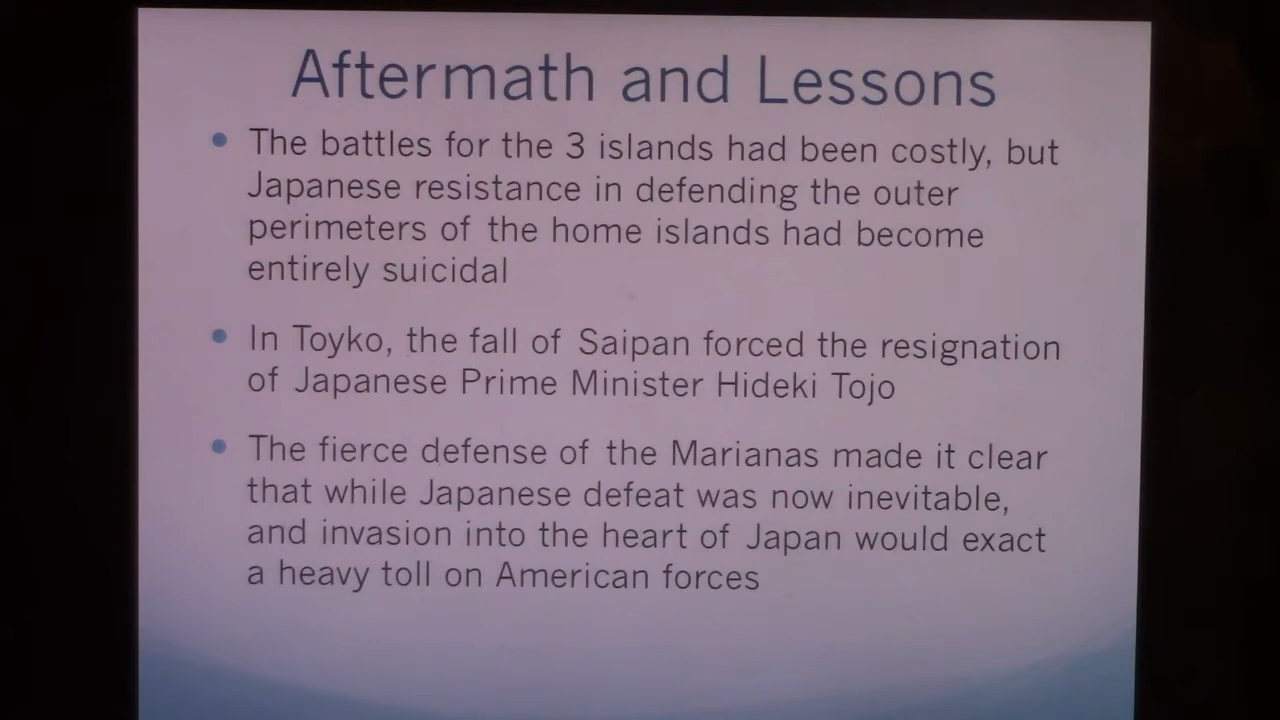 Aftermath and Lessons
The battles for the 3 islands had been costly, but
Japanese resistance in defending the outer
perimeters of the home islands had become
entirely suicidal
In Toyko, the fall of Saipan forced the resignation
of Japanese Prime Minister Hideki Tojo
The fierce defense of the Marianas made it clear
that while Japanese defeat was now inevitable,
and invasion into the heart of Japan would exact
a heavy toll on American forces